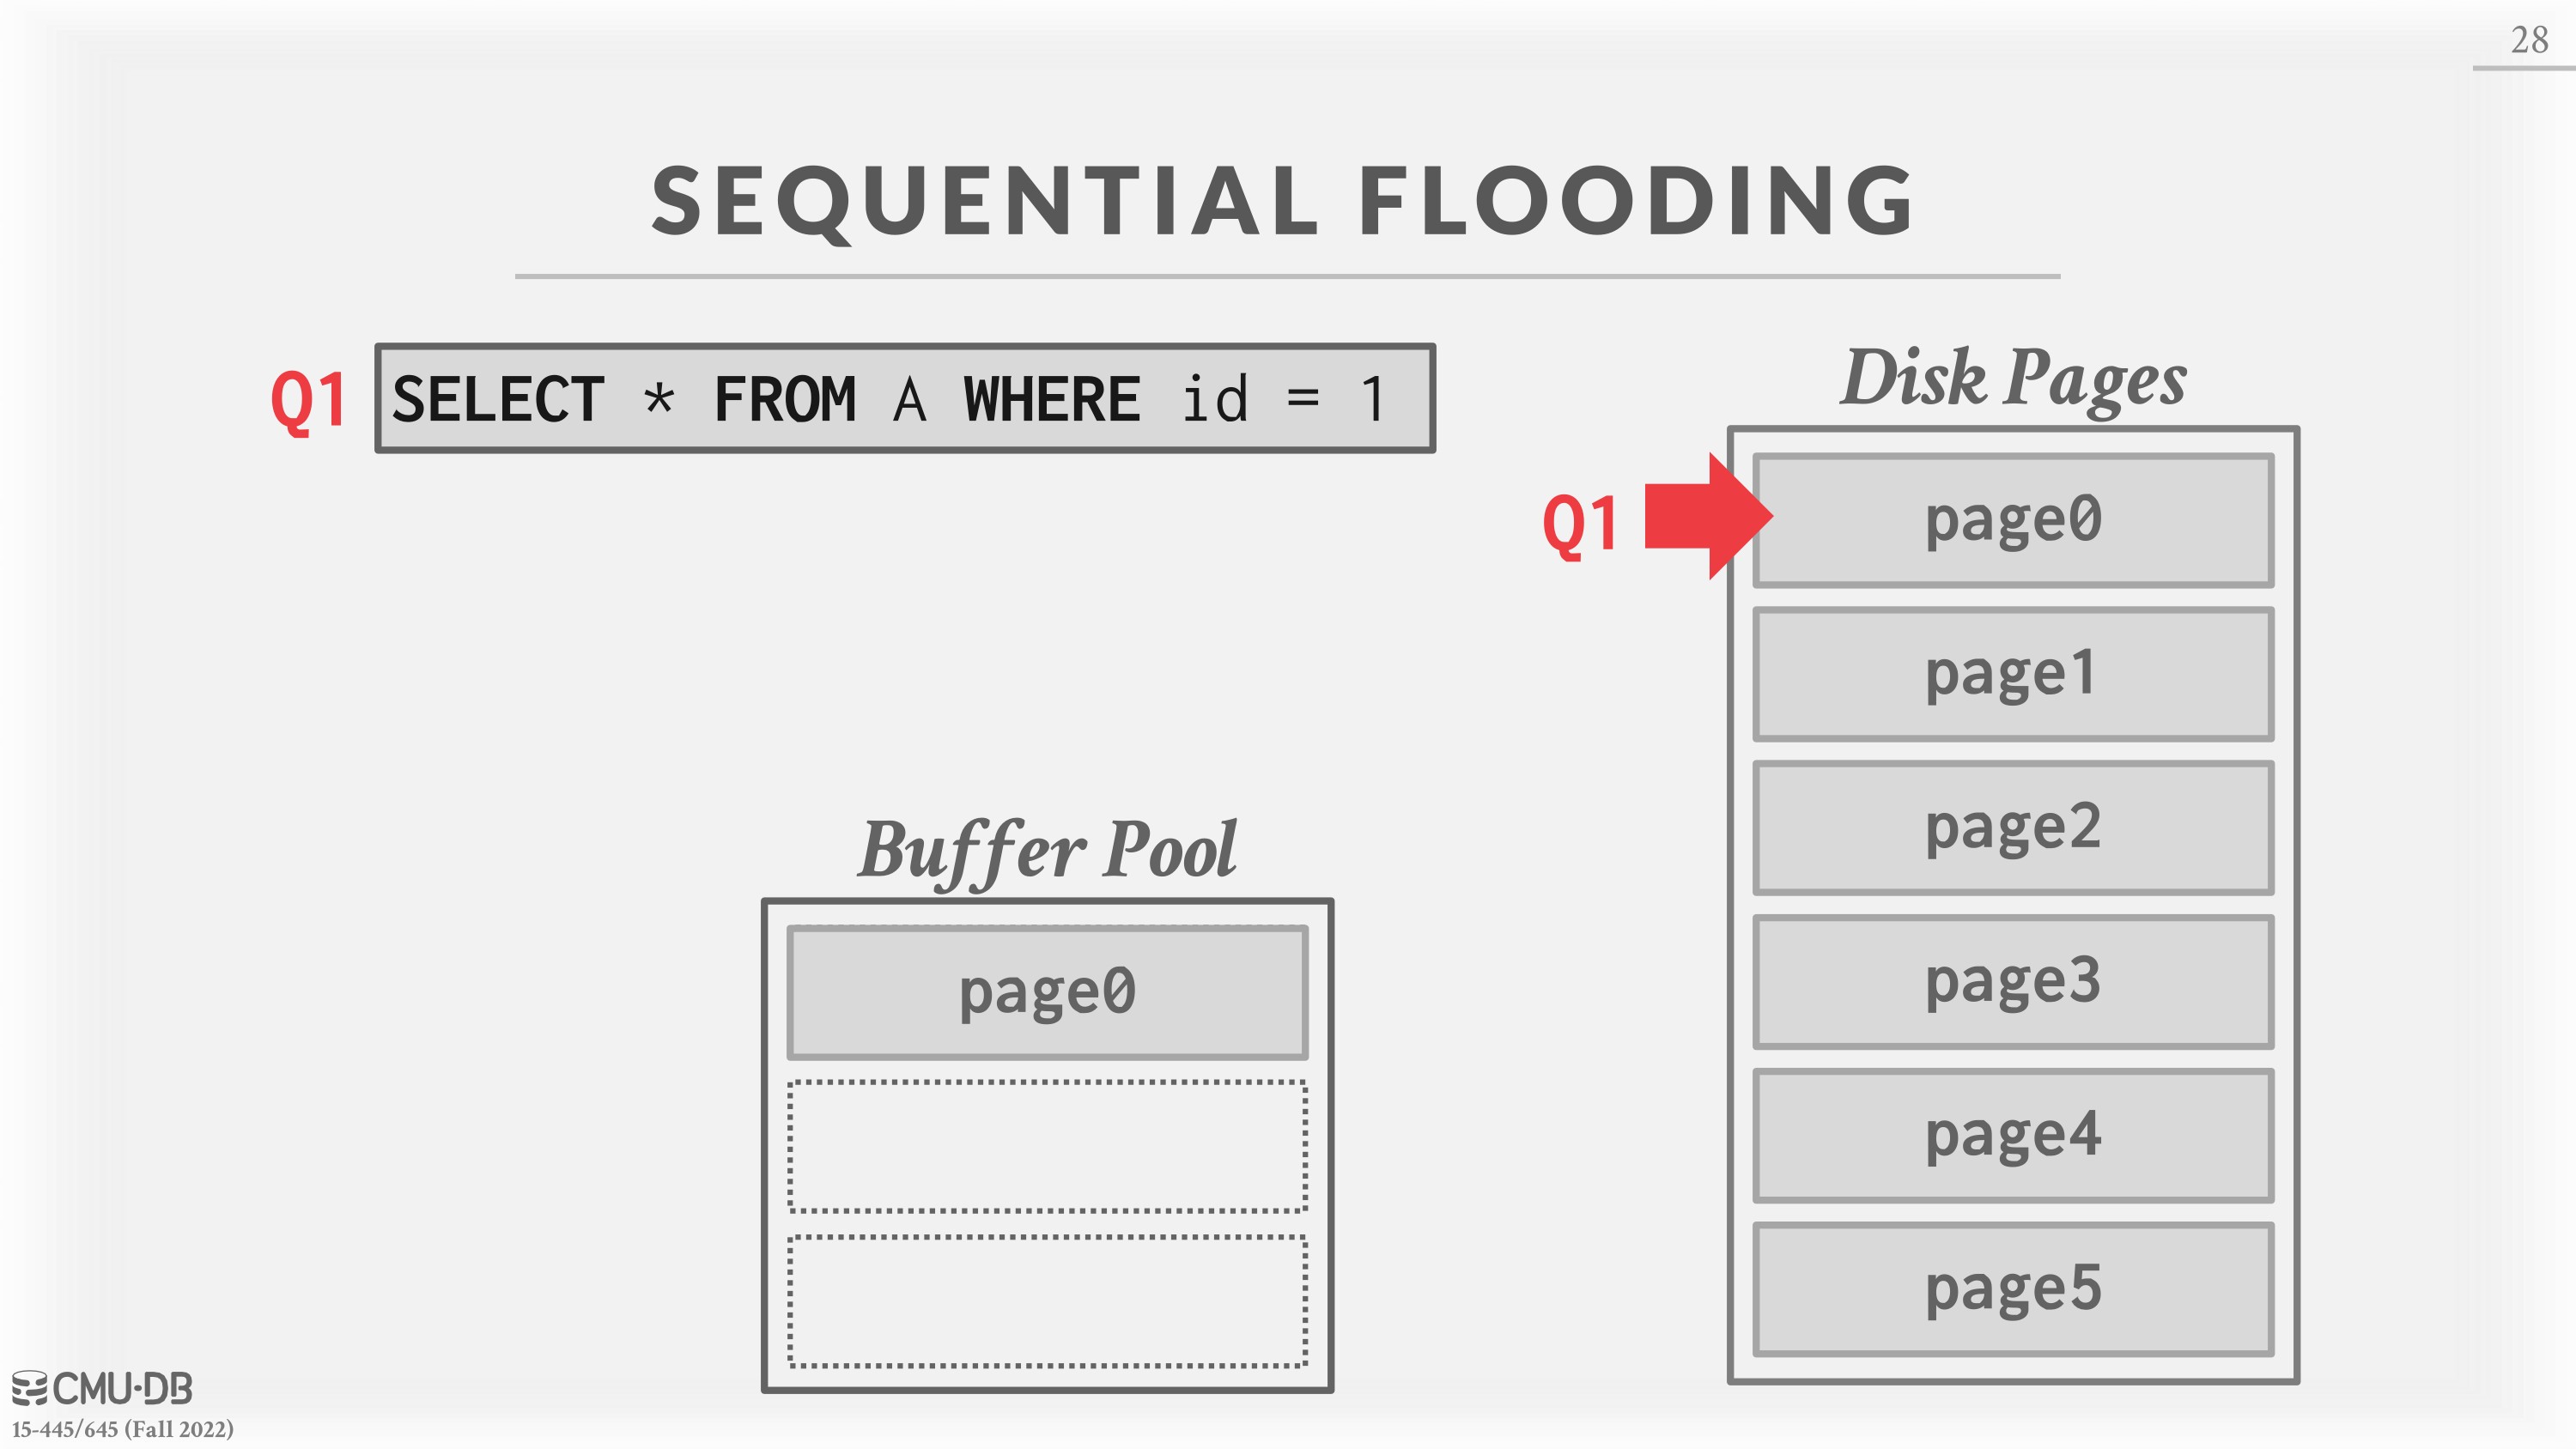 28
SEQUENTIAL FLOODING
Q1 SELECT * FROM A WHERE id = 1
Disk Pages
Q1
page0
page1
page2
page3
page4
page5
Buffer Pool
page0
CMU·DB
15-445/645 (Fall 2022)